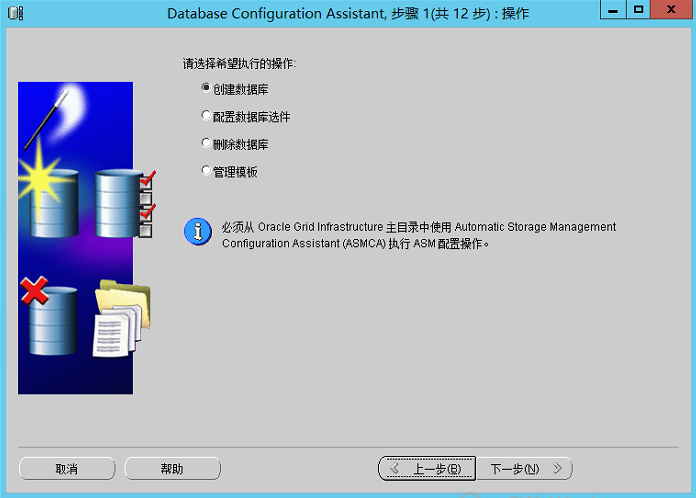 Database Configuration Assistant, 步骤 1(共 12 步) : 操作
请选择希望执行的操作:
创建数据库
配置数据库选件
删除数据库
管理模板
必须从 Oracle Grid Infrastructure 主目录中使用 Automatic Storage Management
Configuration Assistant (ASMCA) 执行 ASM 配置操作。
取消
帮助
上一步(B)
下一步(N)